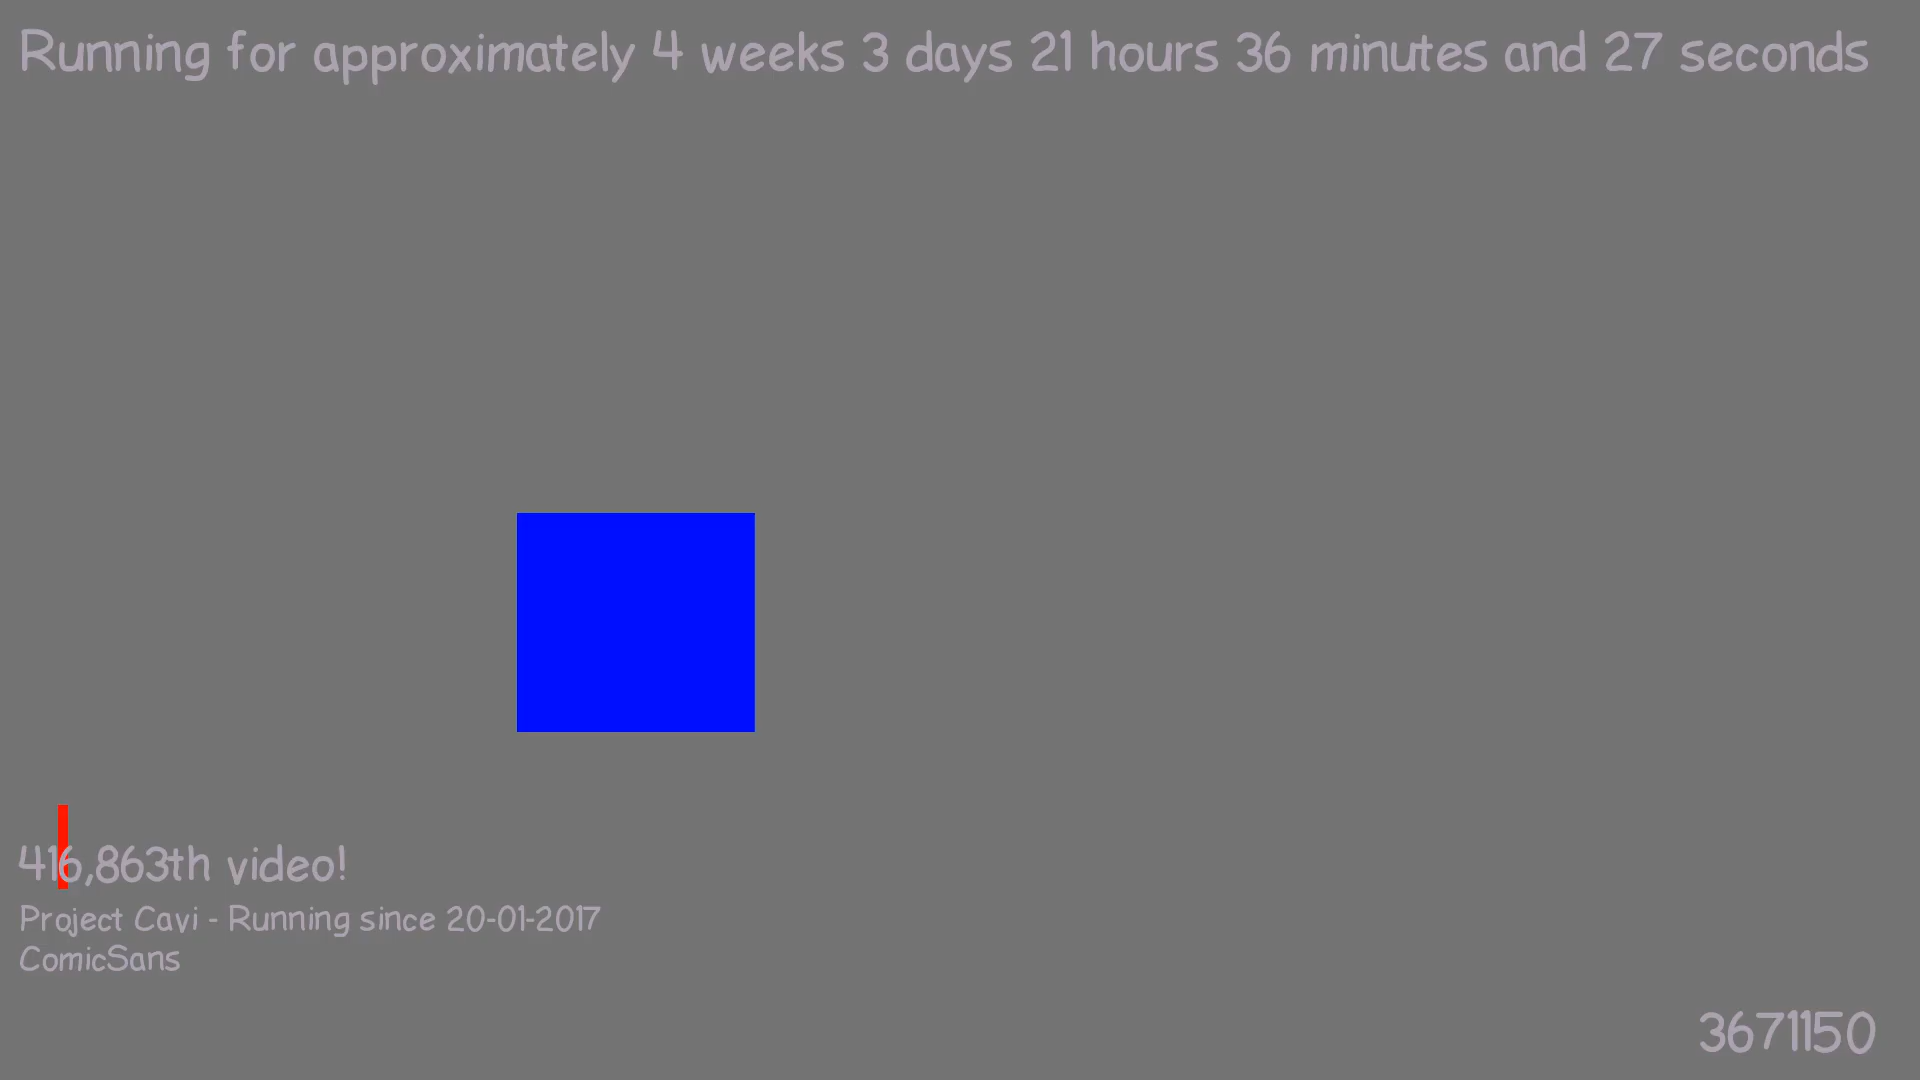 Running for approximately 4 weeks 3 days 21 hours 36 minutes and 27 seconds
416,863th video!
Project Cavi - Running since 20-01-2017
ComicSans
3671150